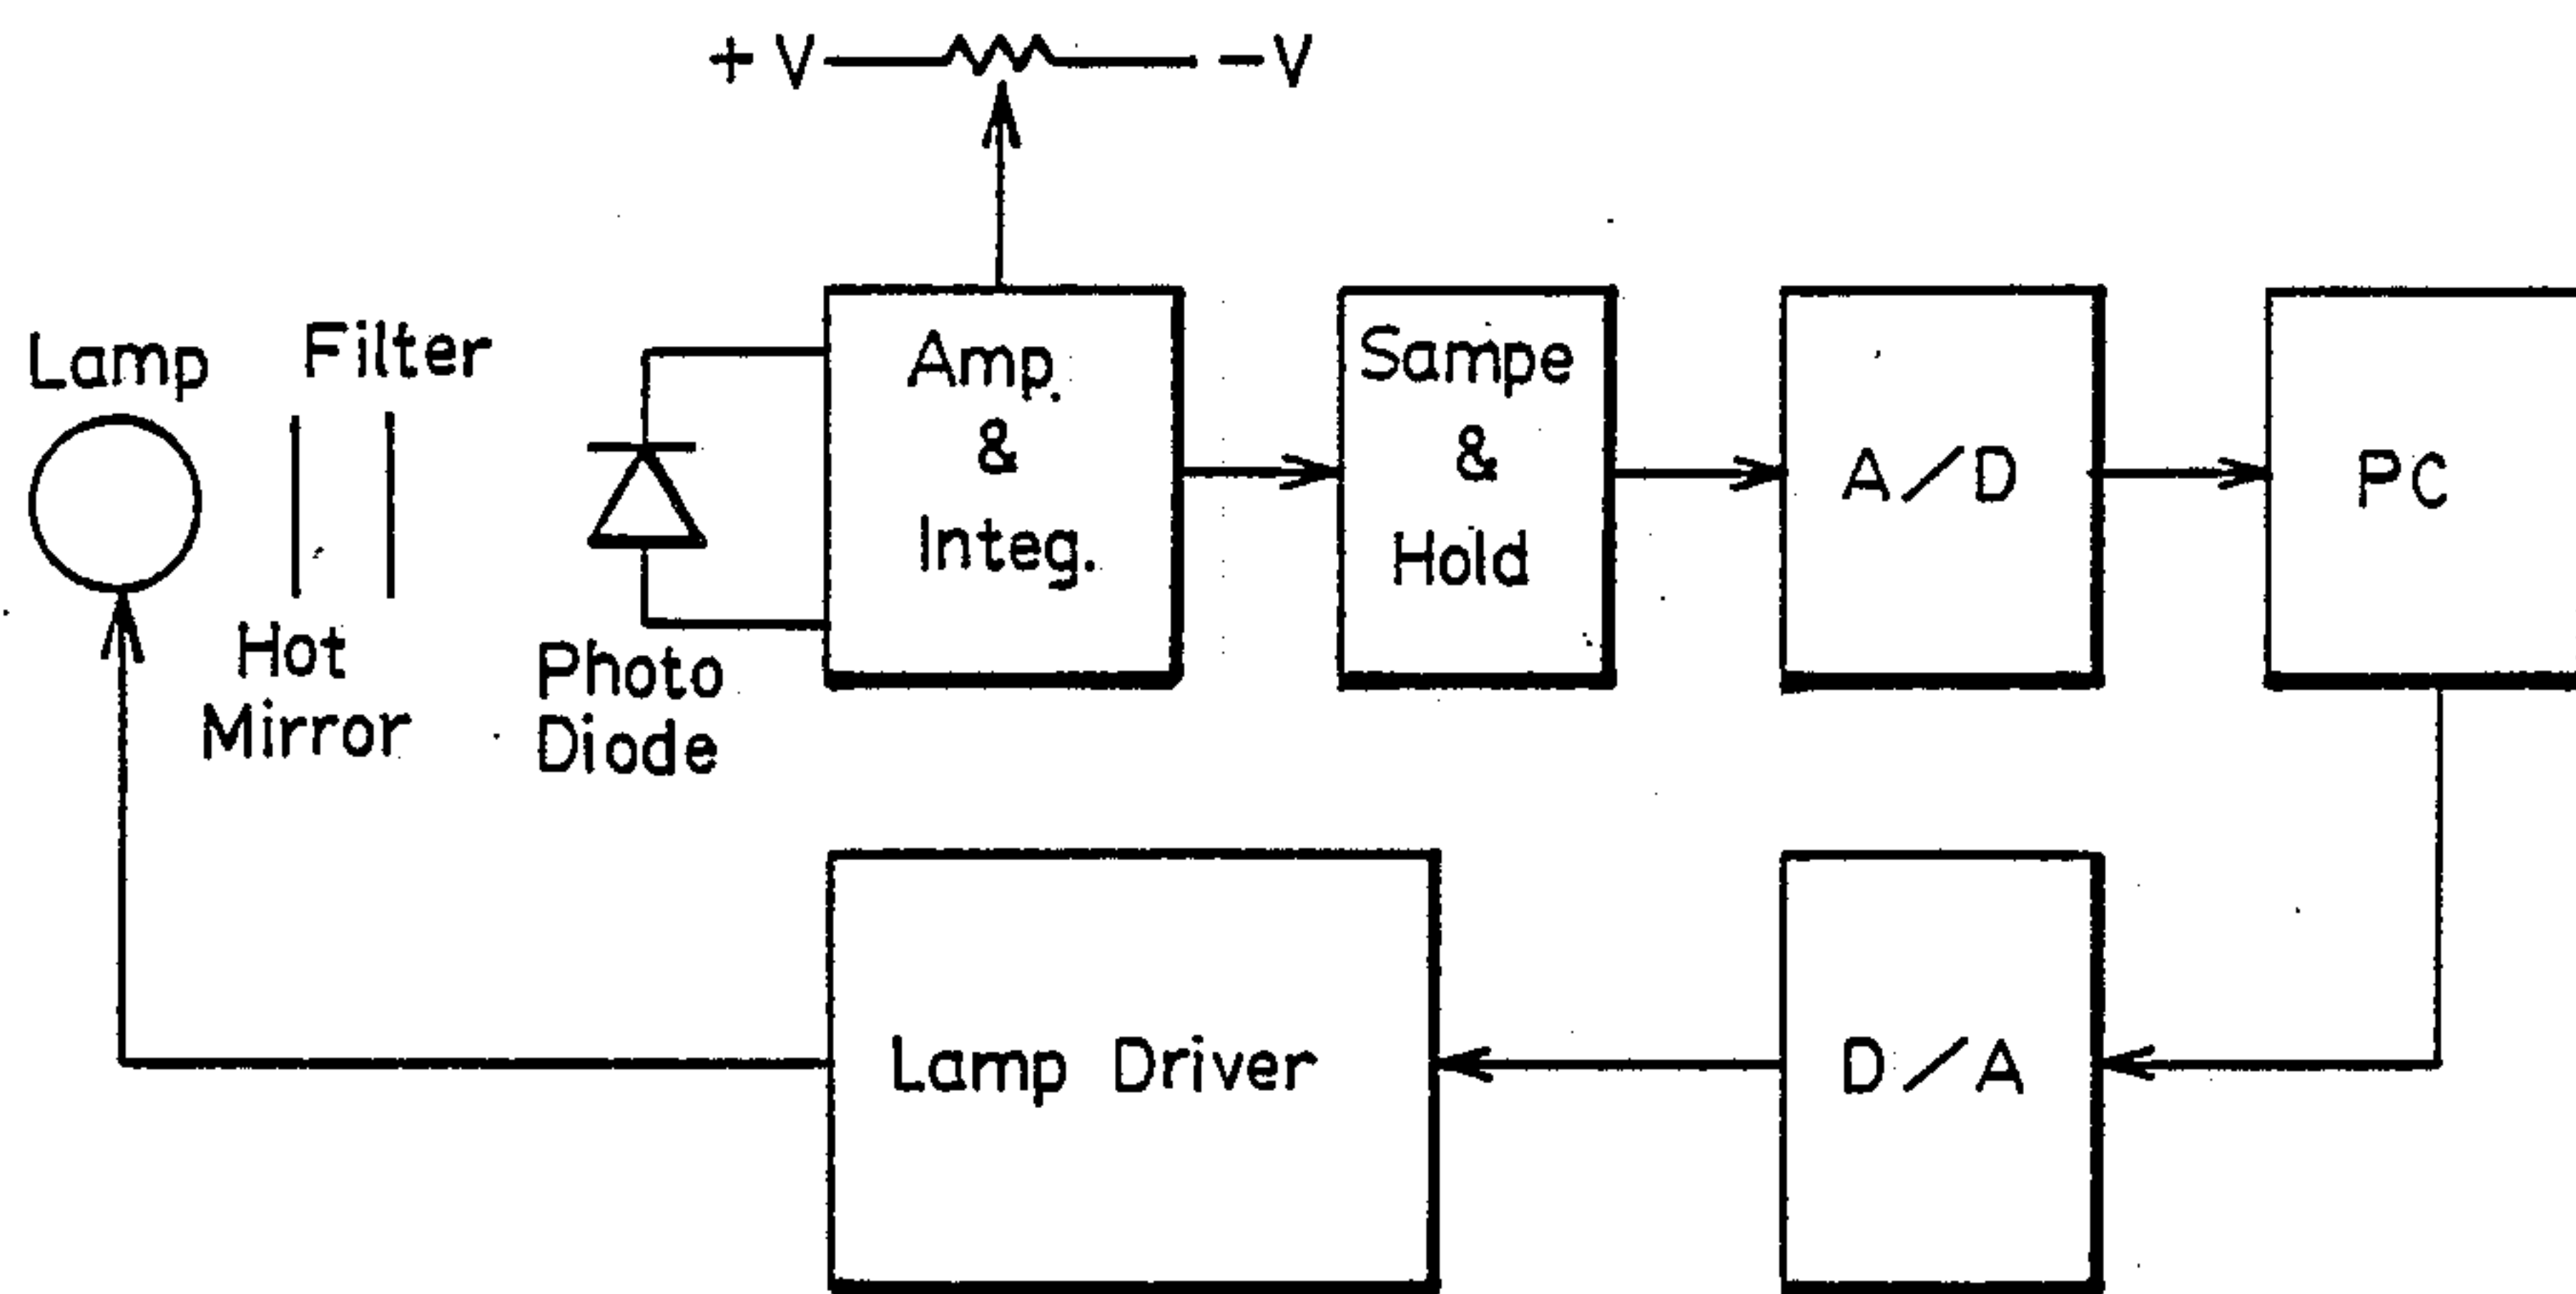 +V -V
Lamp
Filter
Hot
Mirror
Photo
Diode
Amp.
&
Integ.
Sampe
&
Hold
A/D
PC
Lamp Driver
D/A